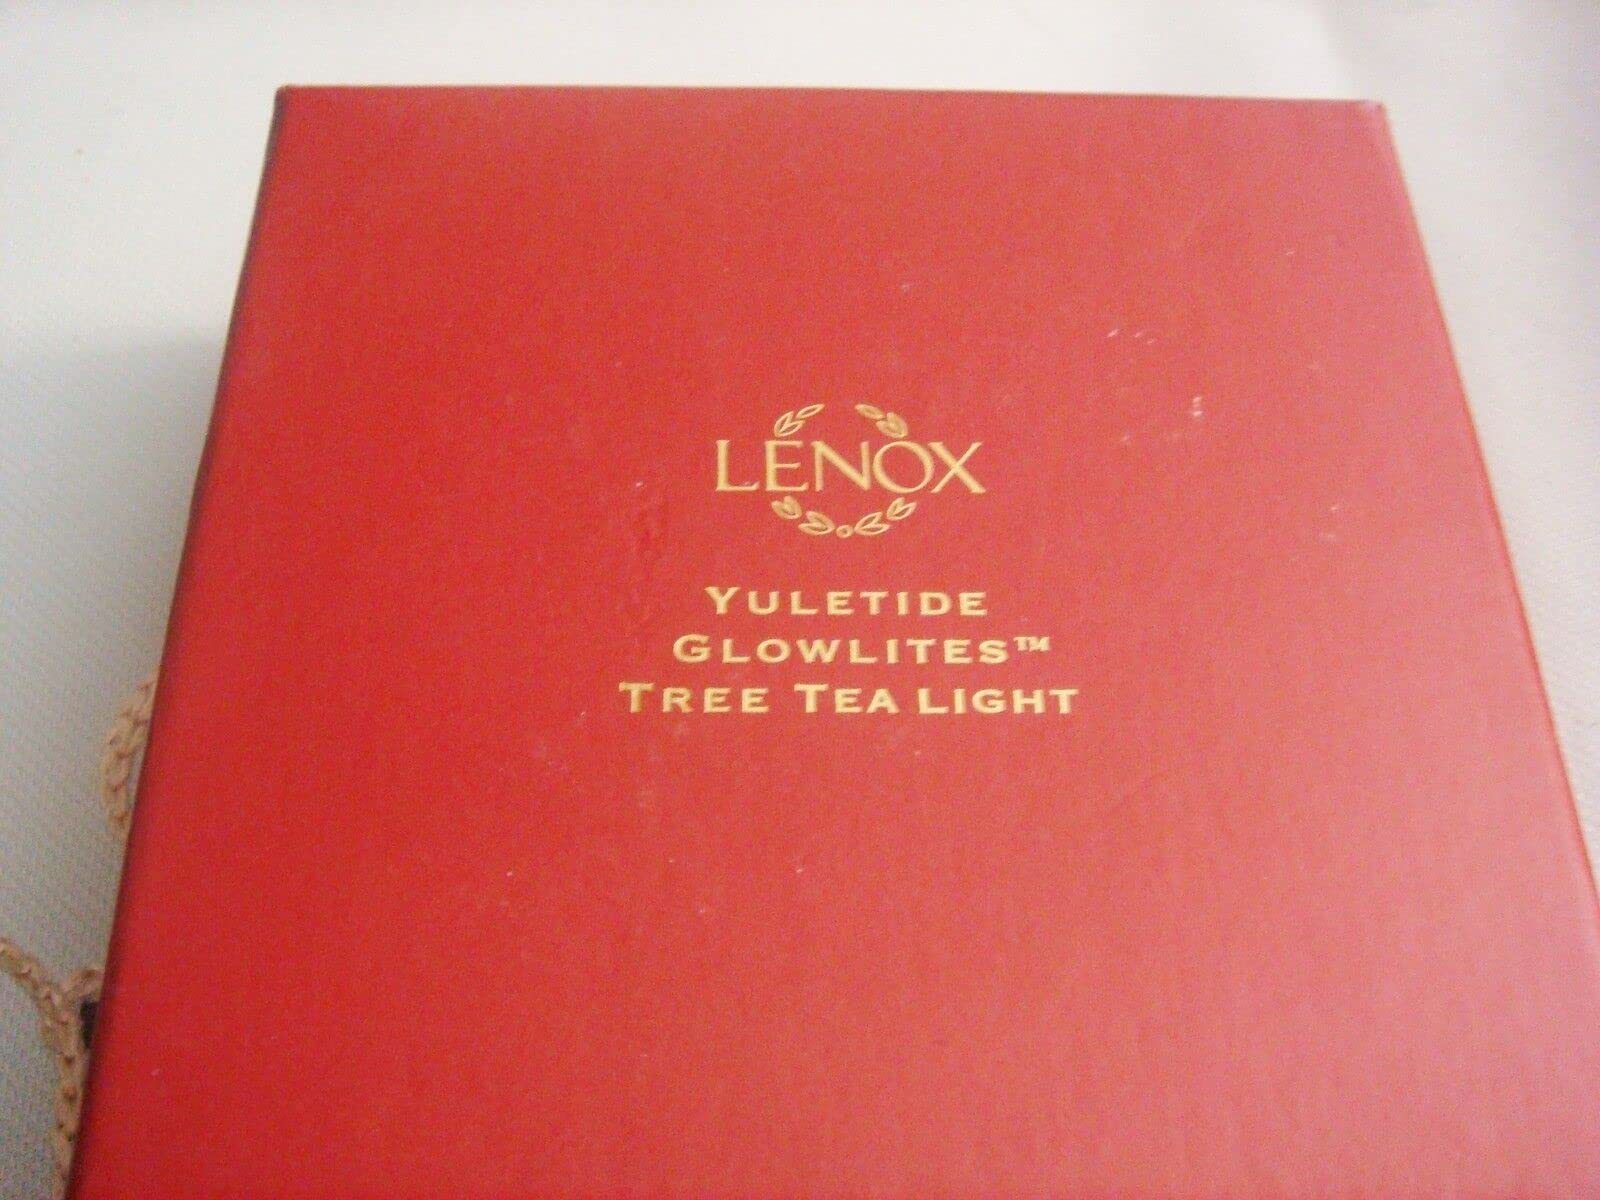 LENOX
YULETIDE
GLOWLITES™
TREE TEA LIGHT